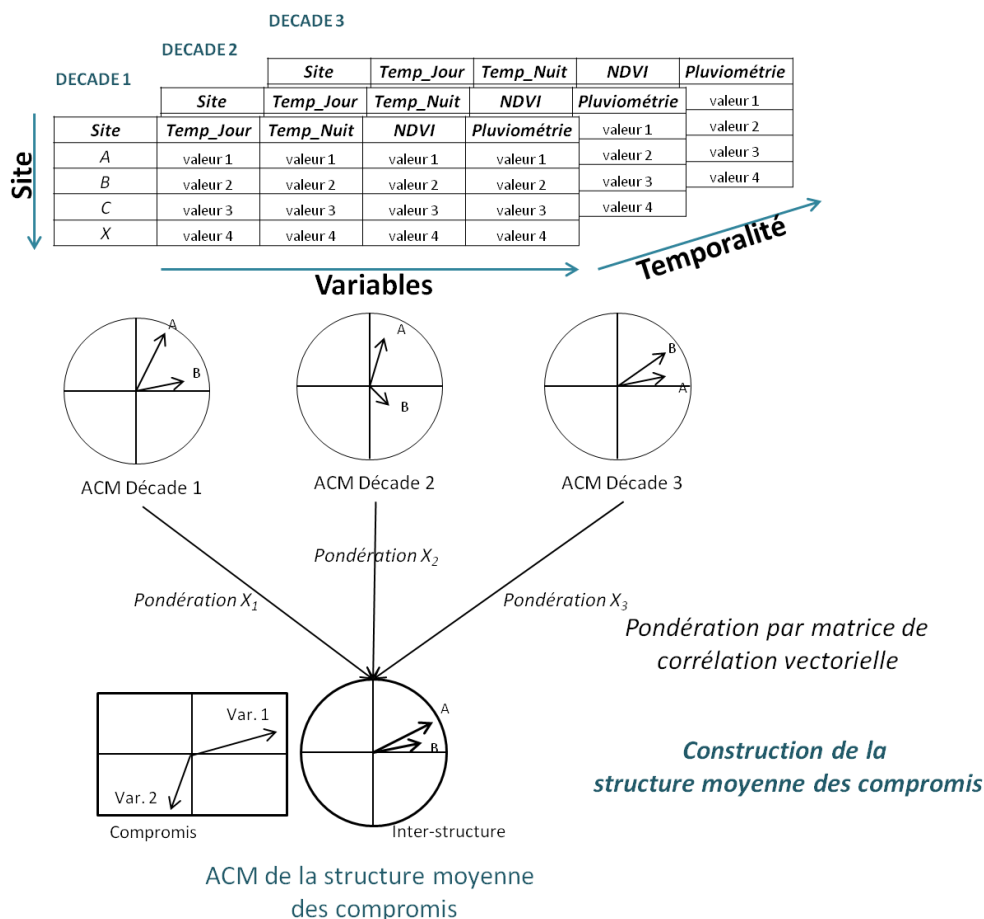 DECADE 3
DECADE 2
DECADE 1
Site Temp_Jour Temp_Nuit NDVI Pluviométrie
valeur 1
valeur 2
valeur 3
valeur 4
Site Temp_Jour Temp_Nuit NDVI Pluviométrie
valeur 1
valeur 2
valeur 3
valeur 4
Site Temp_Jour Temp_Nuit NDVI Pluviométrie
A valeur 1 valeur 1 valeur 1 valeur 1
B valeur 2 valeur 2 valeur 2 valeur 2
C valeur 3 valeur 3 valeur 3 valeur 3
X valeur 4 valeur 4 valeur 4 valeur 4
Site
Variables
Temporalité
A
B
A
B
B
A
ACM Décade 1
ACM Décade 2
ACM Décade 3
Pondération X₁
Pondération X₂
Pondération X₃
Pondération par matrice de
corrélation vectorielle
Var. 1
Var. 2
Compromis
A
B
Inter-structure
Construction de la
structure moyenne des compromis
ACM de la structure moyenne
des compromis